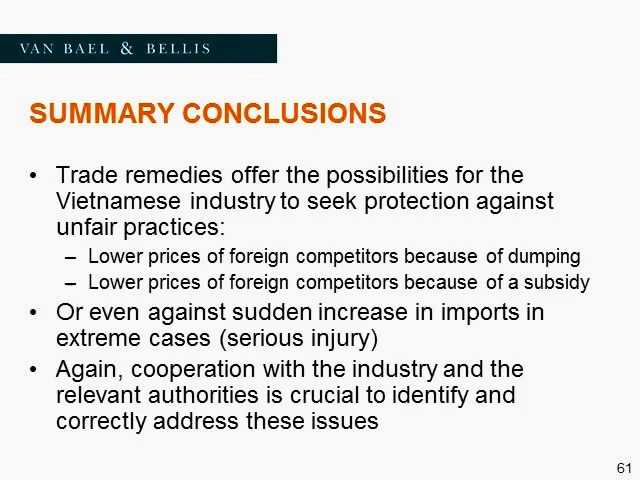 VAN BAEL & BELLIS
SUMMARY CONCLUSIONS
• Trade remedies offer the possibilities for the
Vietnamese industry to seek protection against
unfair practices:
– Lower prices of foreign competitors because of dumping
– Lower prices of foreign competitors because of a subsidy
• Or even against sudden increase in imports in
extreme cases (serious injury)
• Again, cooperation with the industry and the
relevant authorities is crucial to identify and
correctly address these issues
61